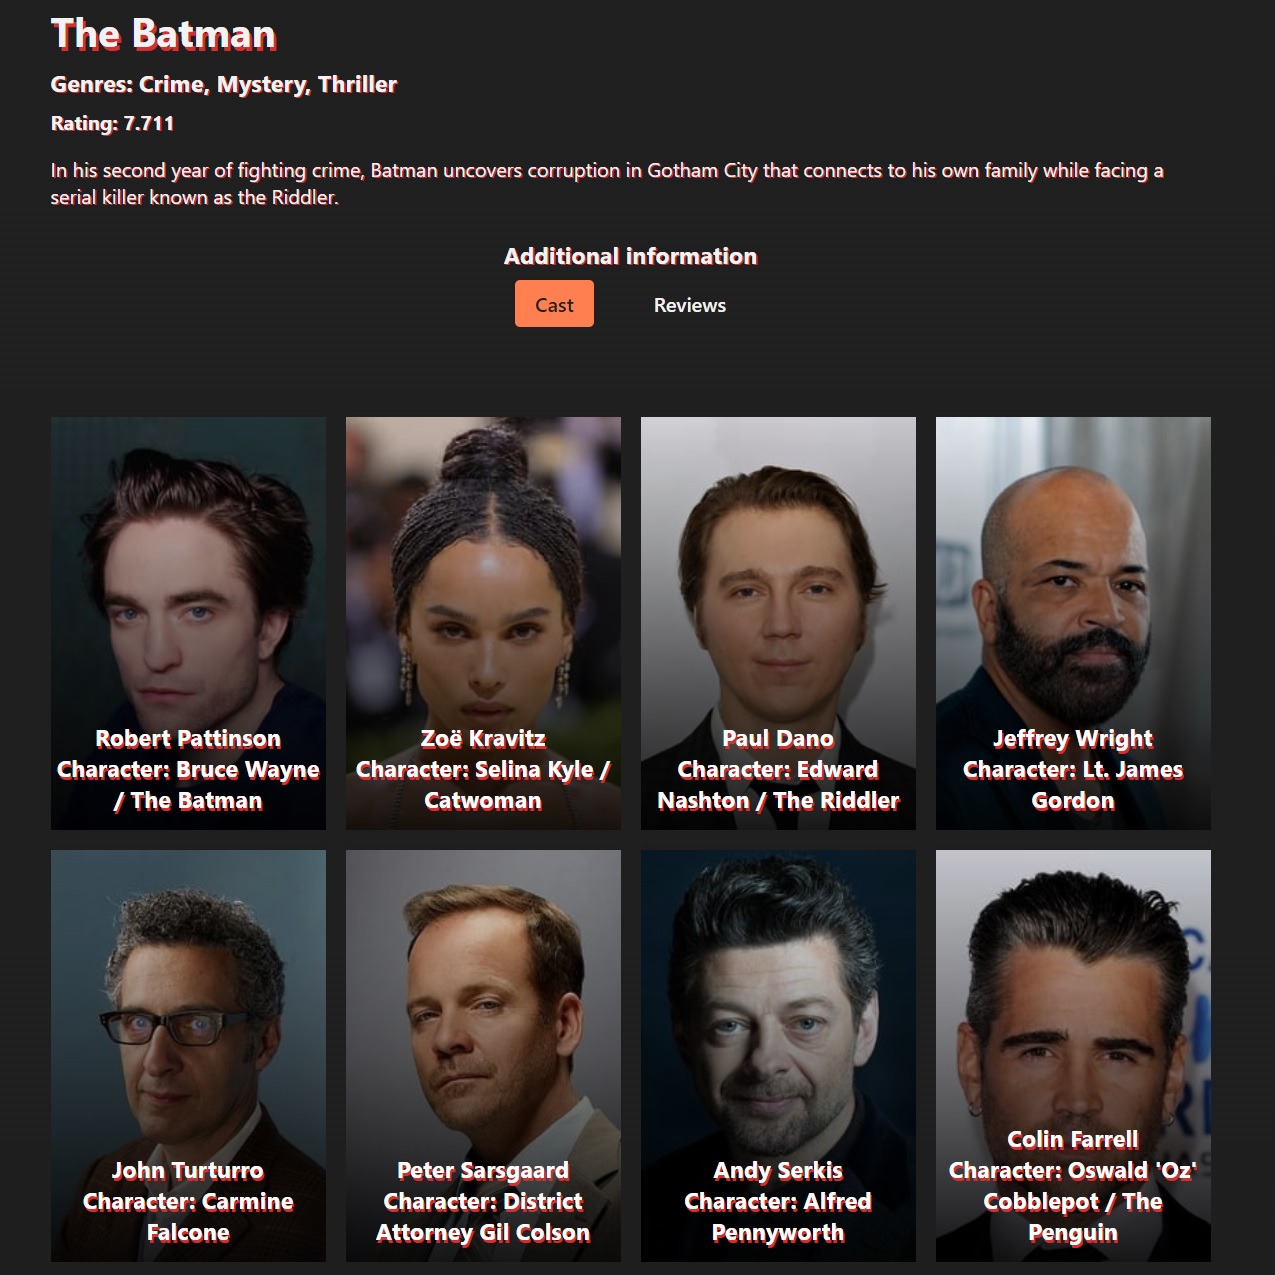 The Batman
Genres: Crime, Mystery, Thriller
Rating: 7.711
In his second year of fighting crime, Batman uncovers corruption in Gotham City that connects to his own family while facing a
serial killer known as the Riddler.
Additional information
Cast
Reviews
Robert Pattinson
Character: Bruce Wayne
/ The Batman
Zoë Kravitz
Character: Selina Kyle /
Catwoman
Paul Dano
Character: Edward
Nashton / The Riddler
Jeffrey Wright
Character: Lt. James
Gordon
John Turturro
Character: Carmine
Falcone
Peter Sarsgaard
Character: District
Attorney Gil Colson
Andy Serkis
Character: Alfred
Pennyworth
Colin Farrell
Character: Oswald 'Oz'
Cobblepot / The
Penguin